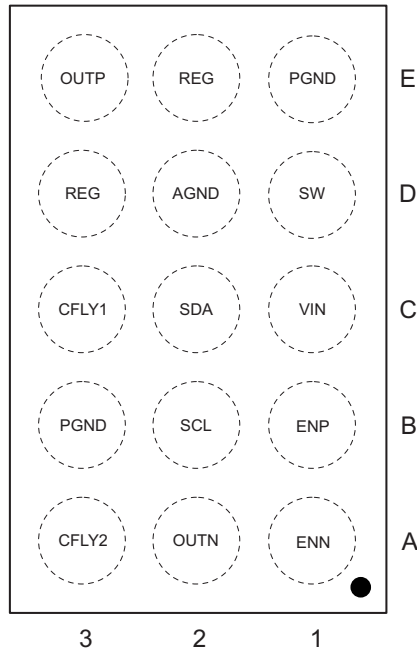 OUTP REG PGND E
REG AGND SW D
CFLY1 SDA VIN C
PGND SCL ENP B
CFLY2 OUTN ENN A
3 2 1